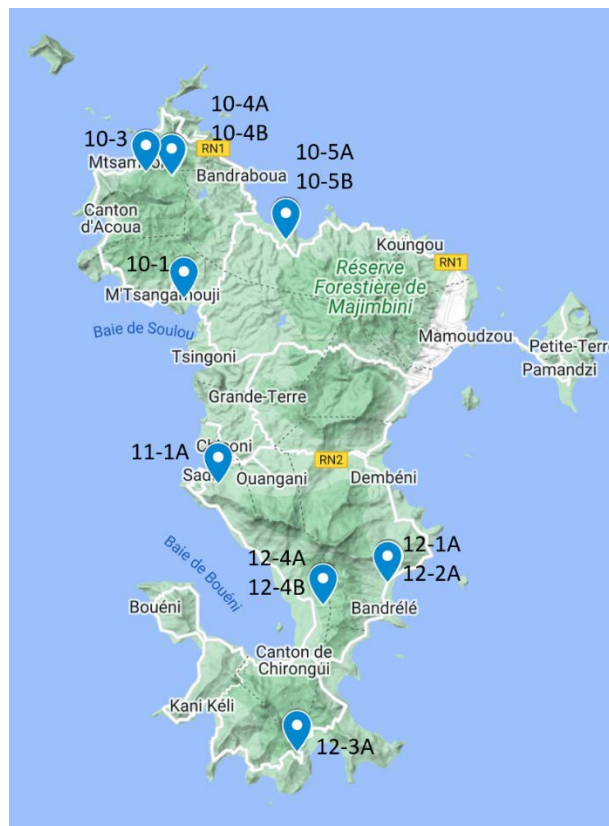 10-4A
10-3
10-4B
RN1
10-5A
Mtsam
Bandraboua
10-5B
Canton
d'Acoua
Koungou
10-1
Réserve
Forestière de
Majimbini
RN1
M'Tsangamouji
Baie de Soulou
Mamoudzou
Petite-Terre
Tsingoni
Pamandzi
Grande-Terre
11-1A
RN2
Sad
Ouangani
Dembéni
12-1A
12-4A
12-2A
Baie de Bouéni
12-4B
Bouéni
Bandrélé
Canton de
Chirongui
Kani Kéli
12-3A